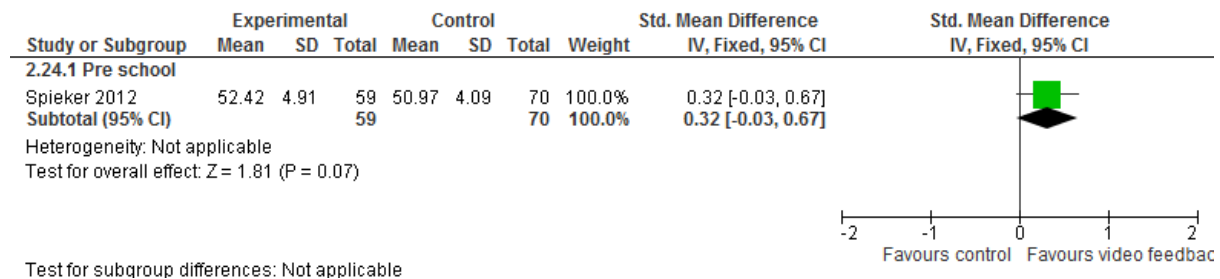 Experimental Control Std. Mean Difference Std. Mean Difference
Study or Subgroup Mean SD Total Mean SD Total Weight IV, Fixed, 95% CI IV, Fixed, 95% CI
2.24.1 Pre school
Spieker 2012 52.42 4.91 59 50.97 4.09 70 100.0% 0.32 [-0.03, 0.67]
Subtotal (95% CI) 59 70 100.0% 0.32 [-0.03, 0.67]
Heterogeneity: Not applicable
Test for overall effect: Z = 1.81 (P = 0.07)
-2 -1 0 1 2
Favours control Favours video feedbac
Test for subgroup differences: Not applicable